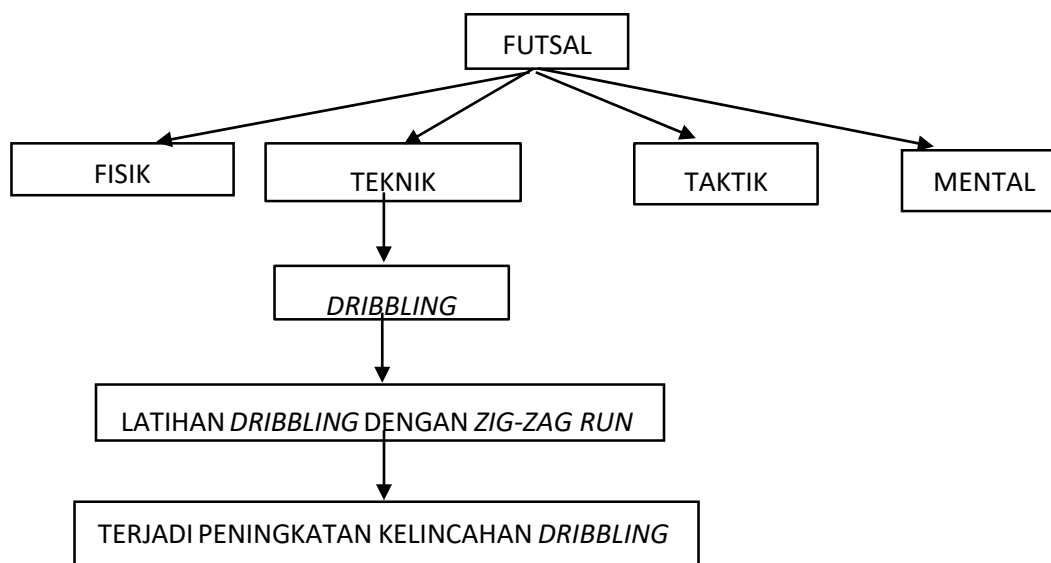 FUTSAL
FISIK
TEKNIK
TAKTIK
MENTAL
DRIBBLING
LATIHAN DRIBBLING DENGAN ZIG-ZAG RUN
TERJADI PENINGKATAN KELINCAHAN DRIBBLING